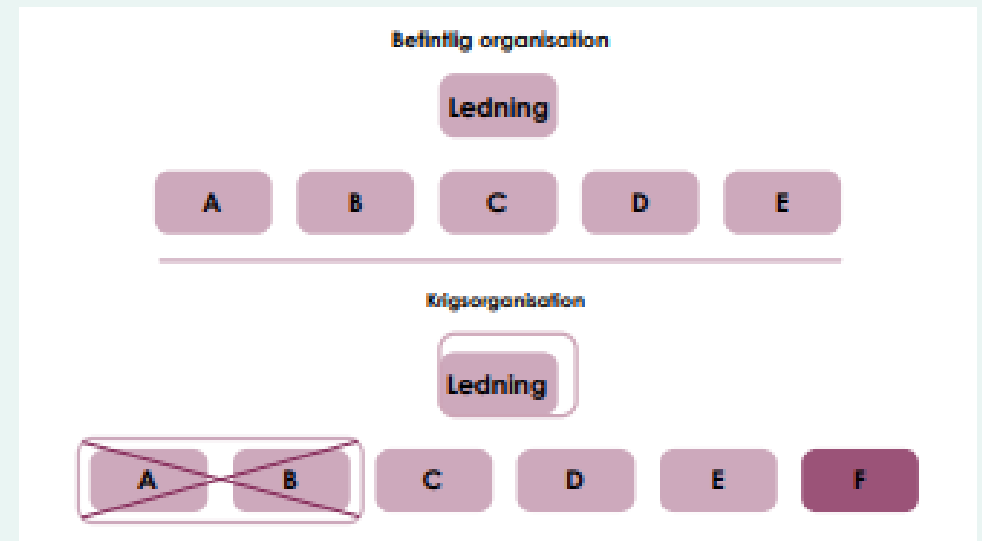 Befintlig organisation
Ledning
A B C D E
Krigsorganisation
Ledning
A B C D E F